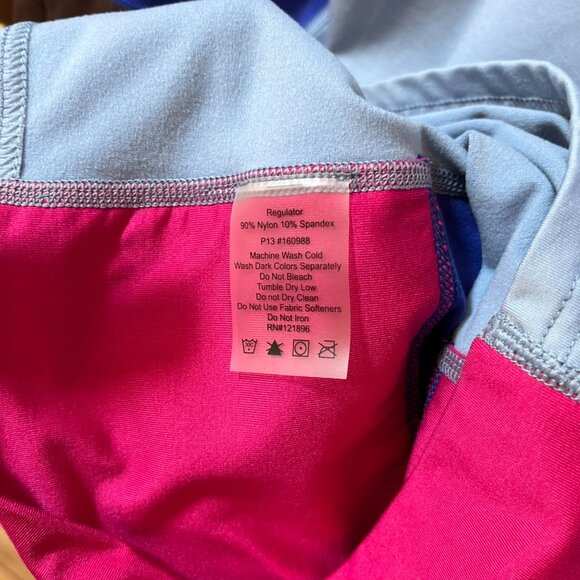 Regulator
90% Nylon 10% Spandex
P13 #160988
Machine Wash Cold
Wash Dark Colors Separately
Do Not Bleach
Tumble Dry Low
Do not Dry Clean
Do Not Use Fabric Softeners
Do Not Iron
RN#121896